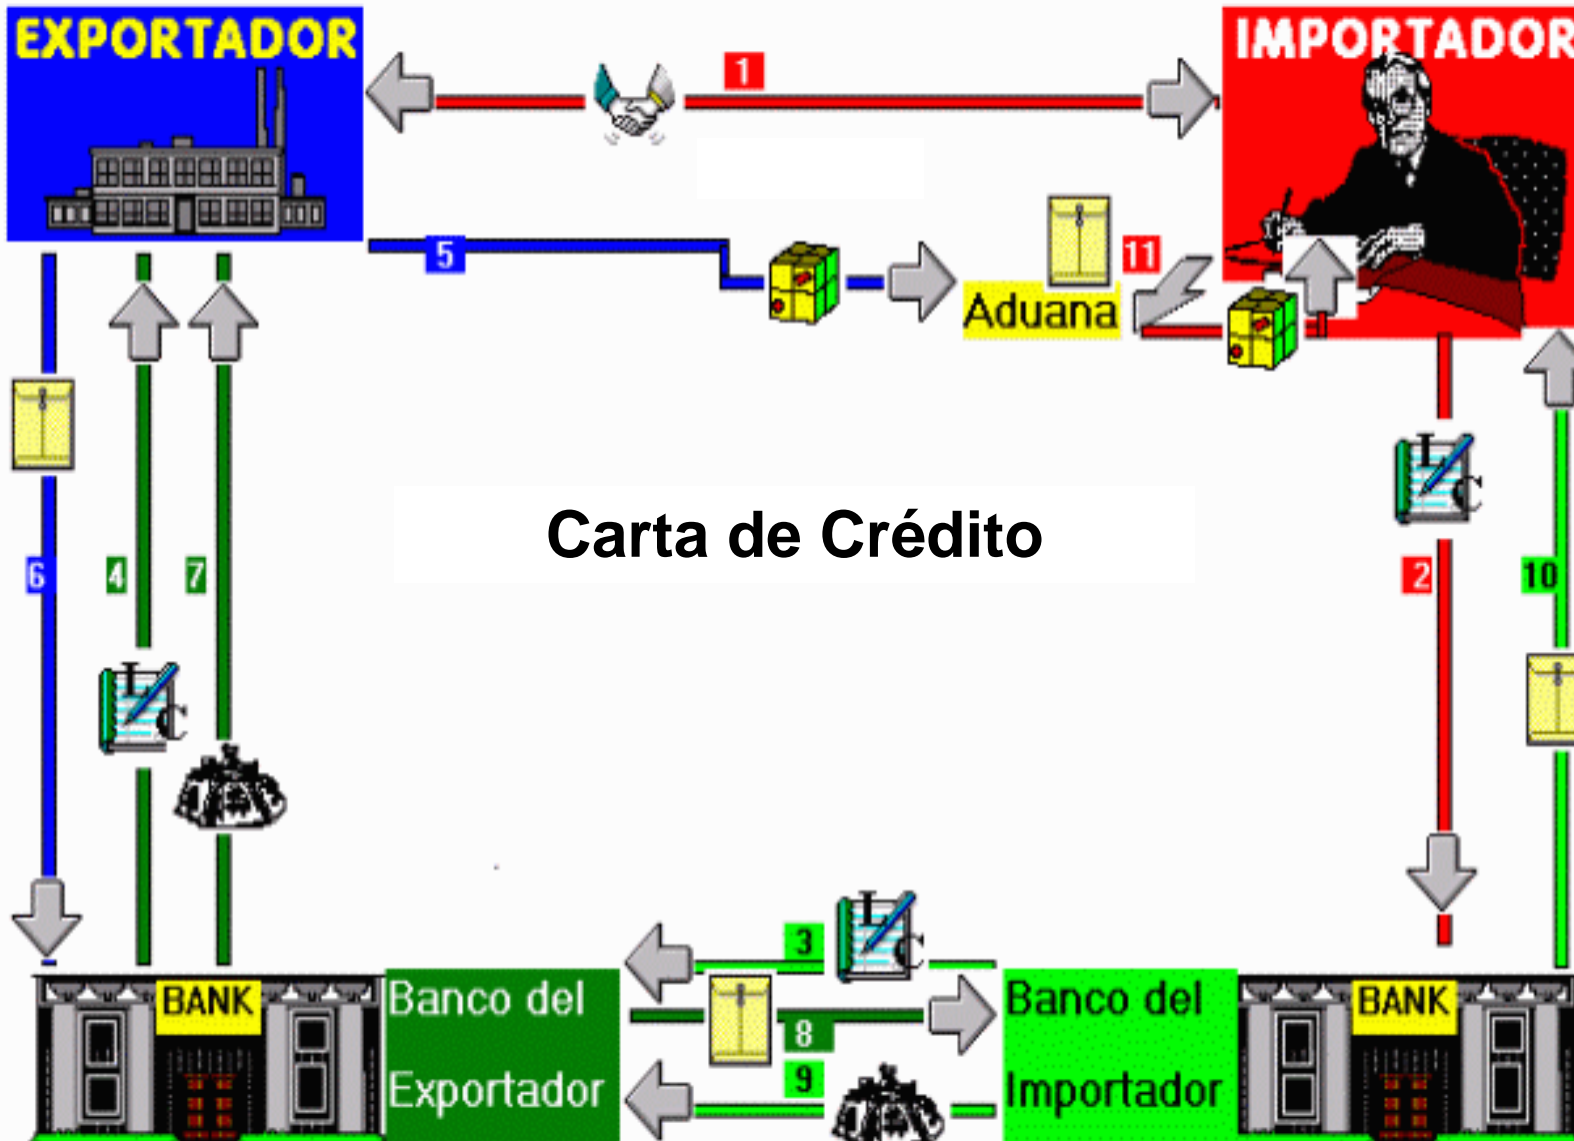 EXPORTADOR
IMPORTADOR
1
5
11
Aduana
L
C
Carta de Crédito
6
4
7
2
10
L
C
3
L
C
BANK
Banco del
Exportador
8
9
Banco del
Importador
BANK